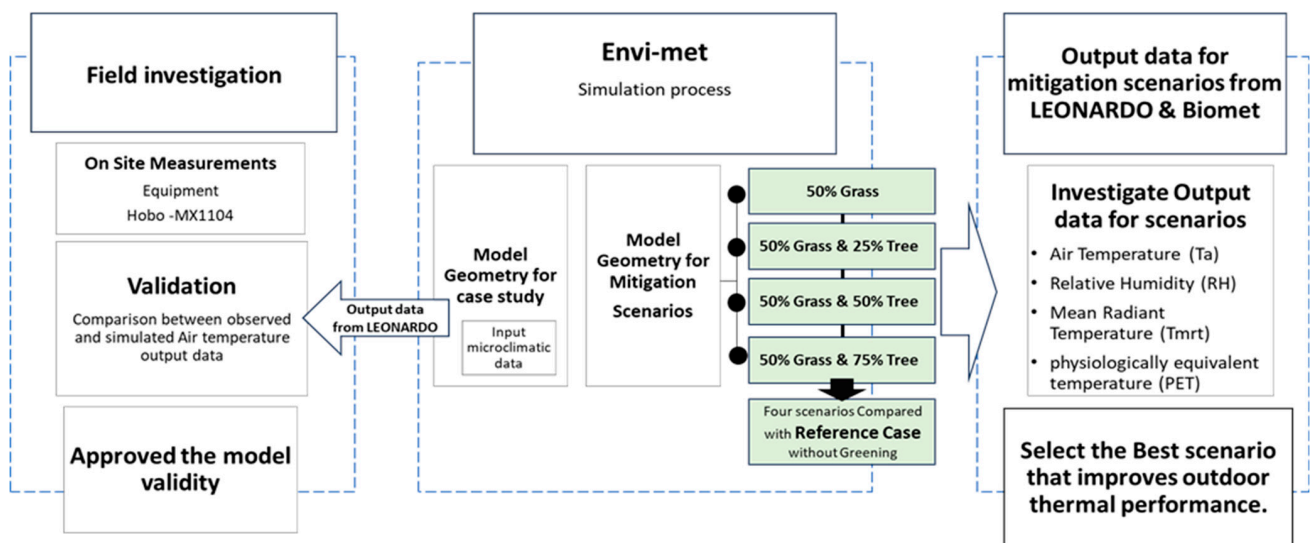 Field investigation
On Site Measurements
Equipment
Hobo -MX1104
Validation
Comparison between observed
and simulated Air temperature
output data
Approved the model
validity
Output data
from LEONARDO
Envi-met
Simulation process
Model
Geometry for
case study
Input
microclimatic
data
Model
Geometry for
Mitigation
Scenarios
50% Grass
50% Grass & 25% Tree
50% Grass & 50% Tree
50% Grass & 75% Tree
Four scenarios Compared
with Reference Case
without Greening
Output data for
mitigation scenarios from
LEONARDO & Biomet
Investigate Output
data for scenarios
• Air Temperature (Ta)
• Relative Humidity (RH)
• Mean Radiant
Temperature (Tmrt)
• physiologically equivalent
temperature (PET)
Select the Best scenario
that improves outdoor
thermal performance.